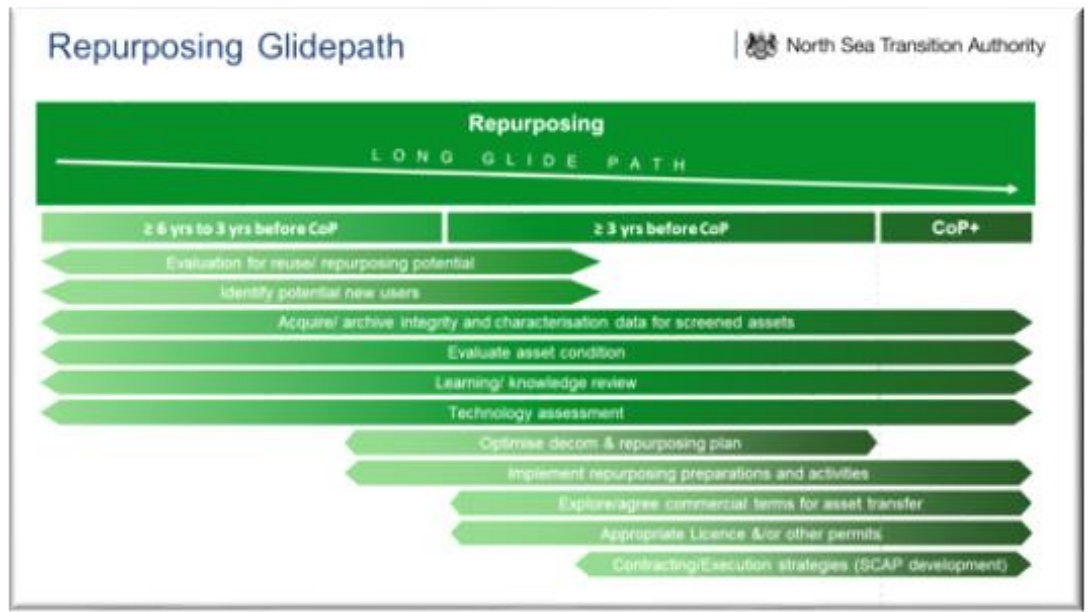 Repurposing Glidepath
North Sea Transition Authority
Repurposing
LONG GLIDE PATH
≥ 6 yrs to 3 yrs before CoP
≥ 3 yrs before CoP
CoP+
Evaluation for reuse/ repurposing potential
Identify potential new users
Acquire/ archive integrity and characterisation data for screened assets
Evaluate asset condition
Learning/ knowledge review
Technology assessment
Optimise decom & repurposing plan
Implement repurposing preparations and activities
Explore/agree commercial terms for asset transfer
Appropriate Licence &/or other permits
Contracting/Execution strategies (SCAP development)